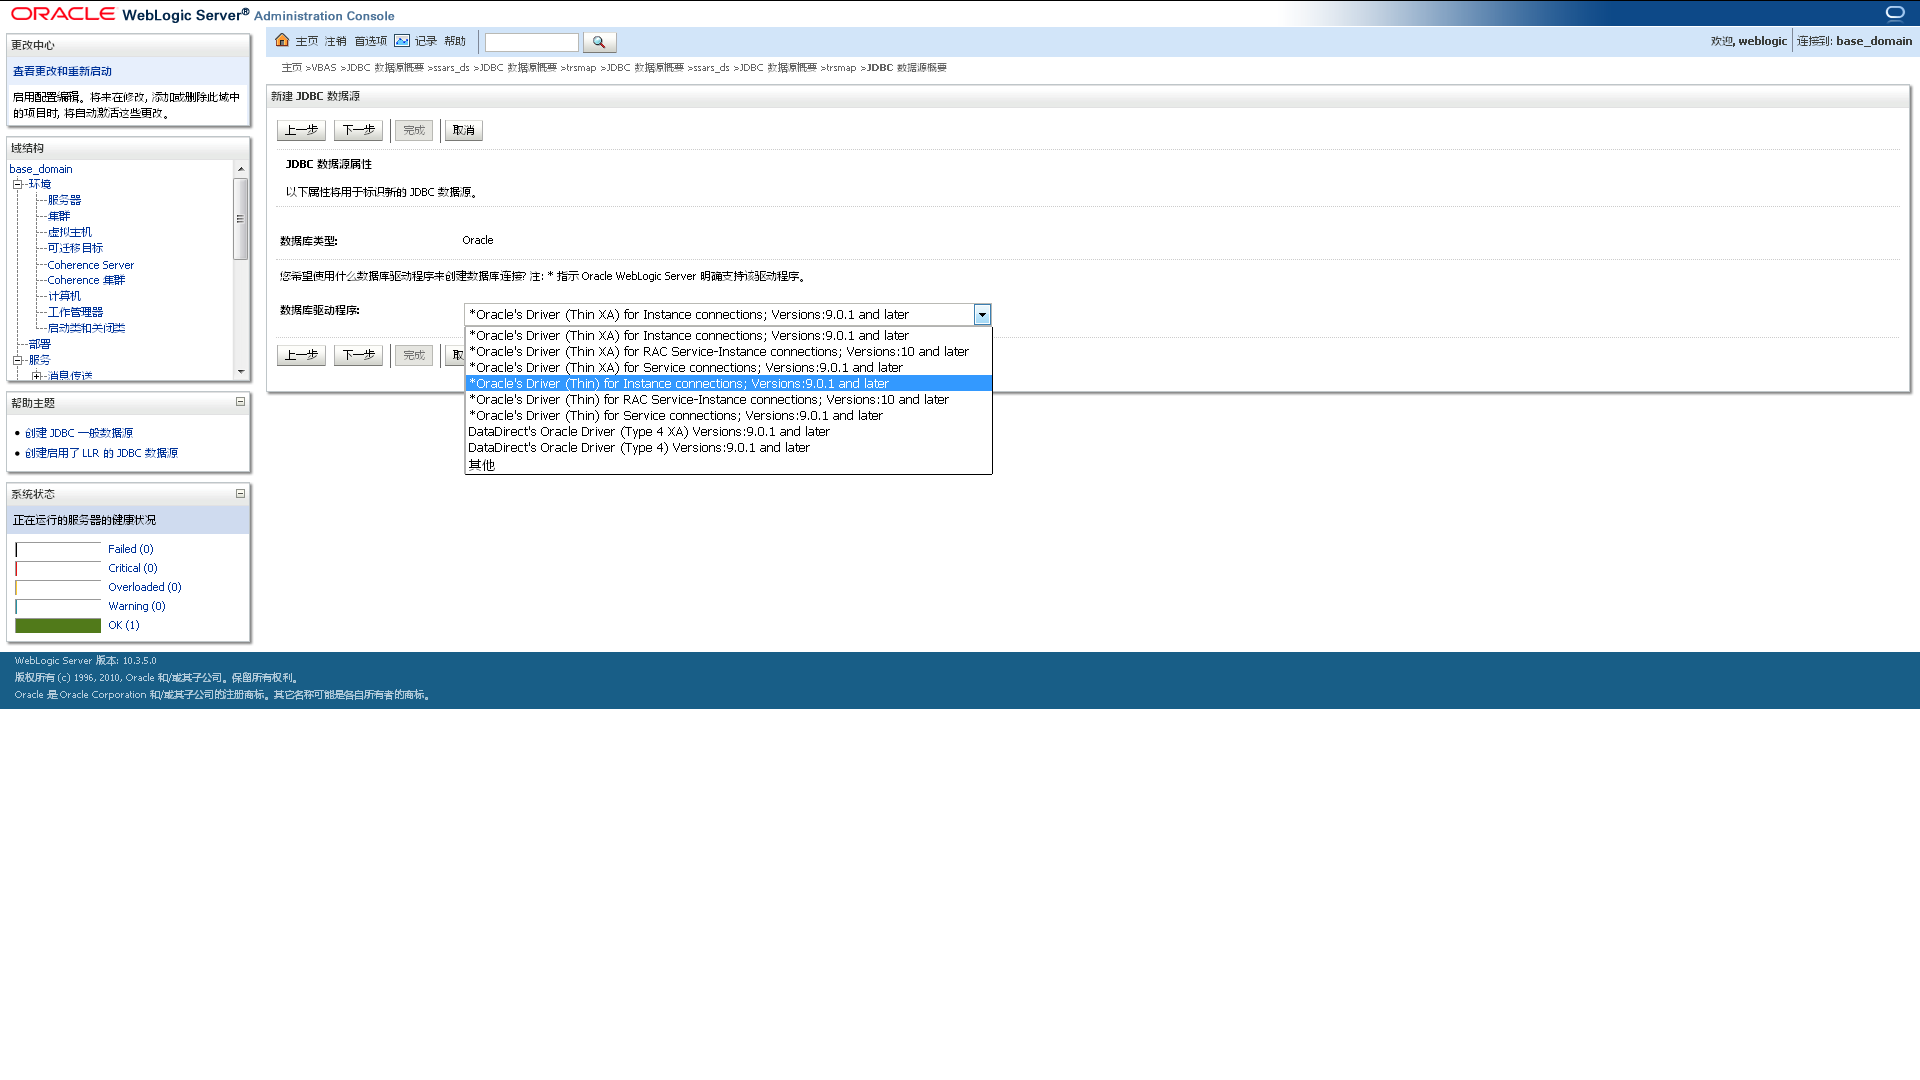 ORACLE WebLogic Server® Administration Console
更改中心
查看更改和重新启动
启用配置编辑。将来在修改, 添加或删除此域中
的项目时, 将自动激活这些更改。
域结构
base_domain
环境
服务器
集群
虚拟主机
可迁移目标
Coherence Server
Coherence 集群
计算机
工作管理器
启动类和关闭类
部署
服务
消息传送
帮助主题
创建 JDBC 一般数据源
创建启用了 LLR 的 JDBC 数据源
系统状态
正在运行的服务器的健康状况
Failed (0)
Critical (0)
Overloaded (0)
Warning (0)
OK (1)
主页 注销 首选项 记录 帮助
欢迎, weblogic 连接到: base_domain
主页 >VBAS >JDBC 数据源概要 >ssars_ds >JDBC 数据源概要 >trsmap >JDBC 数据源概要 >ssars_ds >JDBC 数据源概要 >trsmap >JDBC 数据源概要
新建 JDBC 数据源
上一步 下一步 完成 取消
JDBC 数据源属性
以下属性将用于标识新的 JDBC 数据源。
数据库类型: Oracle
您希望使用什么数据库驱动程序来创建数据库连接? 注: * 指示 Oracle WebLogic Server 明确支持该驱动程序。
数据库驱动程序: *Oracle's Driver (Thin XA) for Instance connections; Versions:9.0.1 and later
*Oracle's Driver (Thin XA) for Instance connections; Versions:9.0.1 and later
*Oracle's Driver (Thin XA) for RAC Service-Instance connections; Versions:10 and later
*Oracle's Driver (Thin XA) for Service connections; Versions:9.0.1 and later
*Oracle's Driver (Thin) for Instance connections; Versions:9.0.1 and later
*Oracle's Driver (Thin) for RAC Service-Instance connections; Versions:10 and later
*Oracle's Driver (Thin) for Service connections; Versions:9.0.1 and later
DataDirect's Oracle Driver (Type 4 XA) Versions:9.0.1 and later
DataDirect's Oracle Driver (Type 4) Versions:9.0.1 and later
其他
上一步 下一步 完成 取
WebLogic Server 版本: 10.3.5.0
版权所有 (c) 1996, 2010, Oracle 和/或其子公司。保留所有权利。
Oracle 是 Oracle Corporation 和/或其子公司的注册商标。其它名称可能是各自所有者的商标。